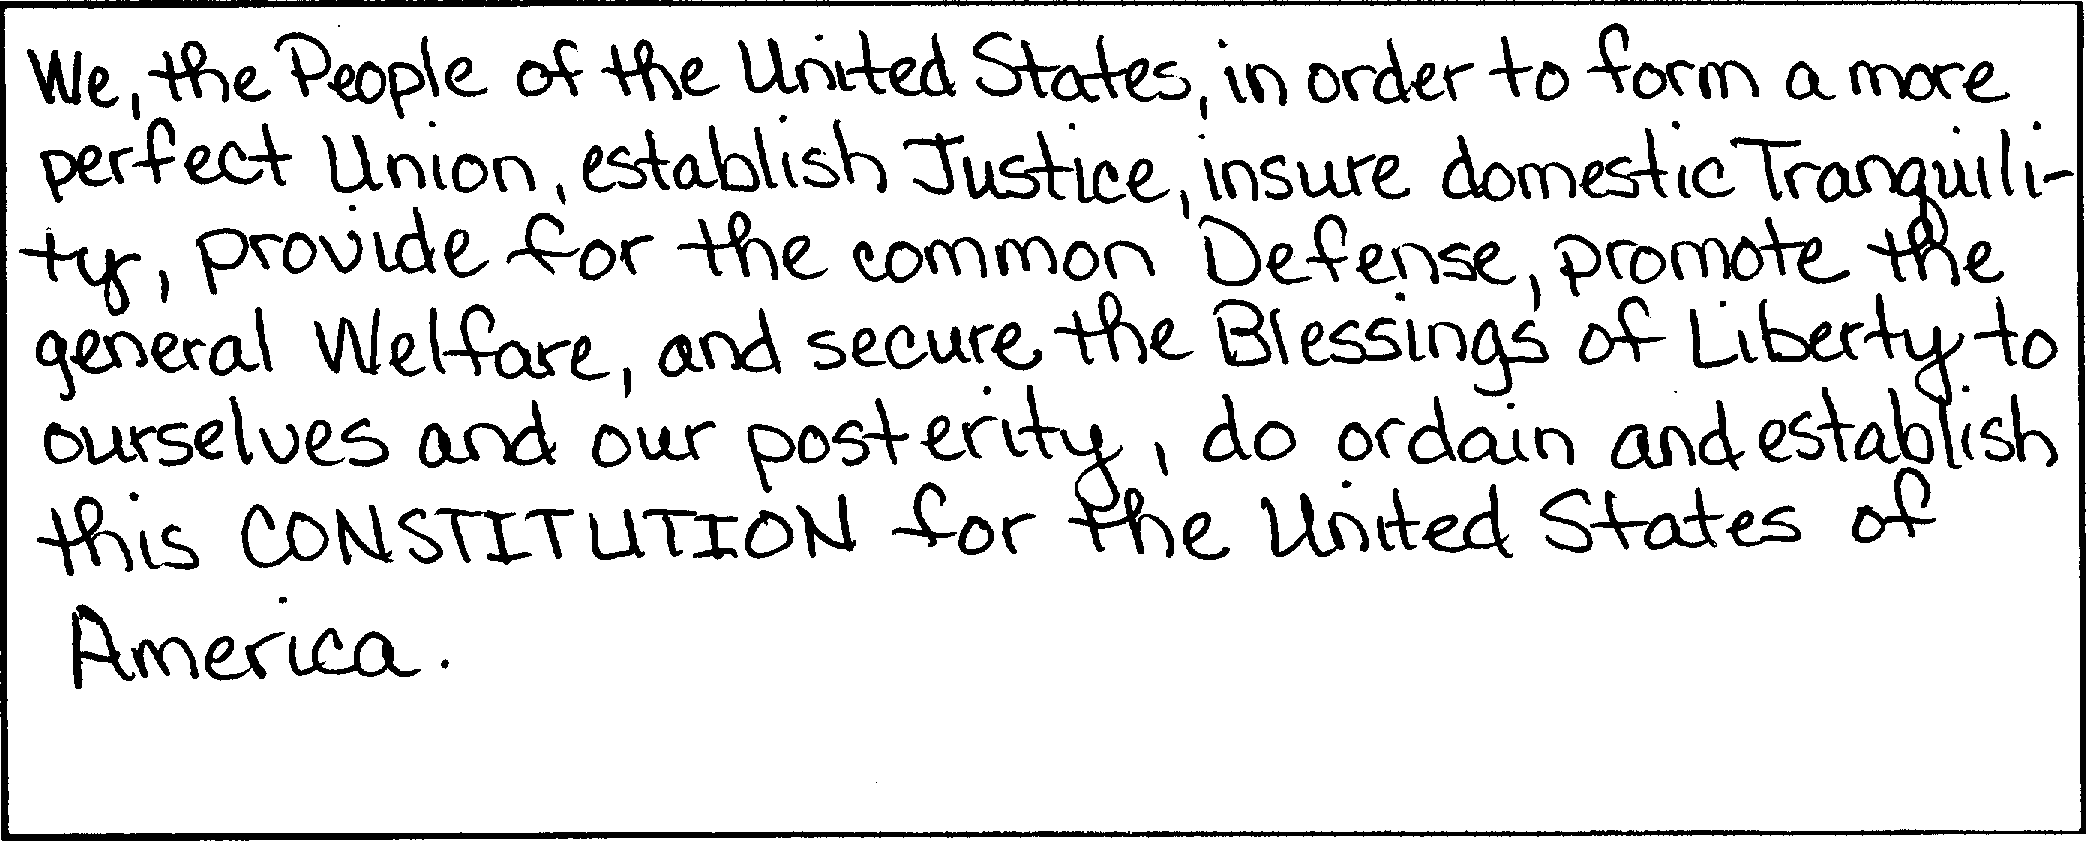 We, the People of the United States, in order to form a more
perfect Union, establish Justice, insure domestic Tranquili-
ty, provide for the common Defense, promote the
general Welfare, and secure the Blessings of Liberty to
ourselves and our posterity, do ordain and establish
this CONSTITUTION for the United States of
America.